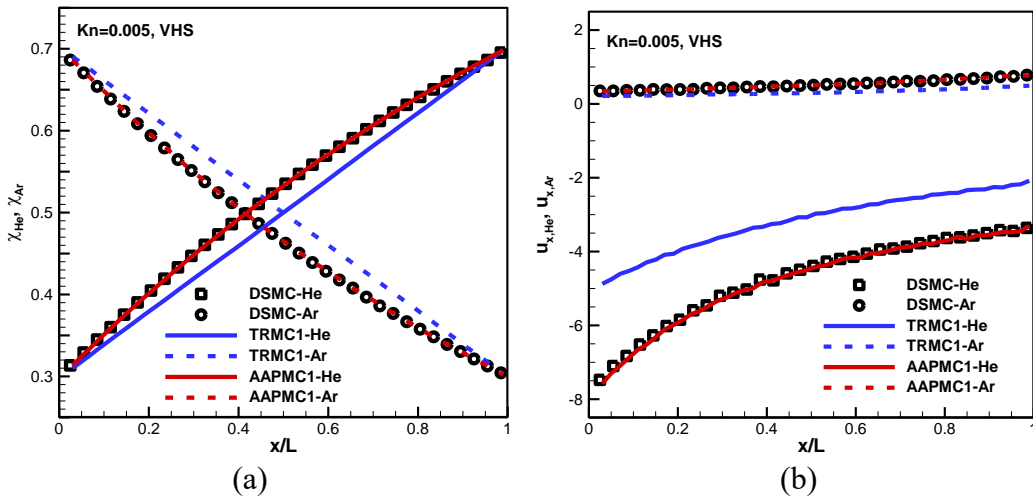 Kn=0.005, VHS
0.7
0.6
0.5
0.4
0.3
χHe, χAr
DSMC-He
DSMC-Ar
TRMC1-He
TRMC1-Ar
AAPMC1-He
AAPMC1-Ar
0 0.2 0.4 0.6 0.8 1
x/L
(a)
Kn=0.005, VHS
2
0
-2
-4
-6
-8
ux,He, ux,Ar
DSMC-He
DSMC-Ar
TRMC1-He
TRMC1-Ar
AAPMC1-He
AAPMC1-Ar
0 0.2 0.4 0.6 0.8 1
x/L
(b)